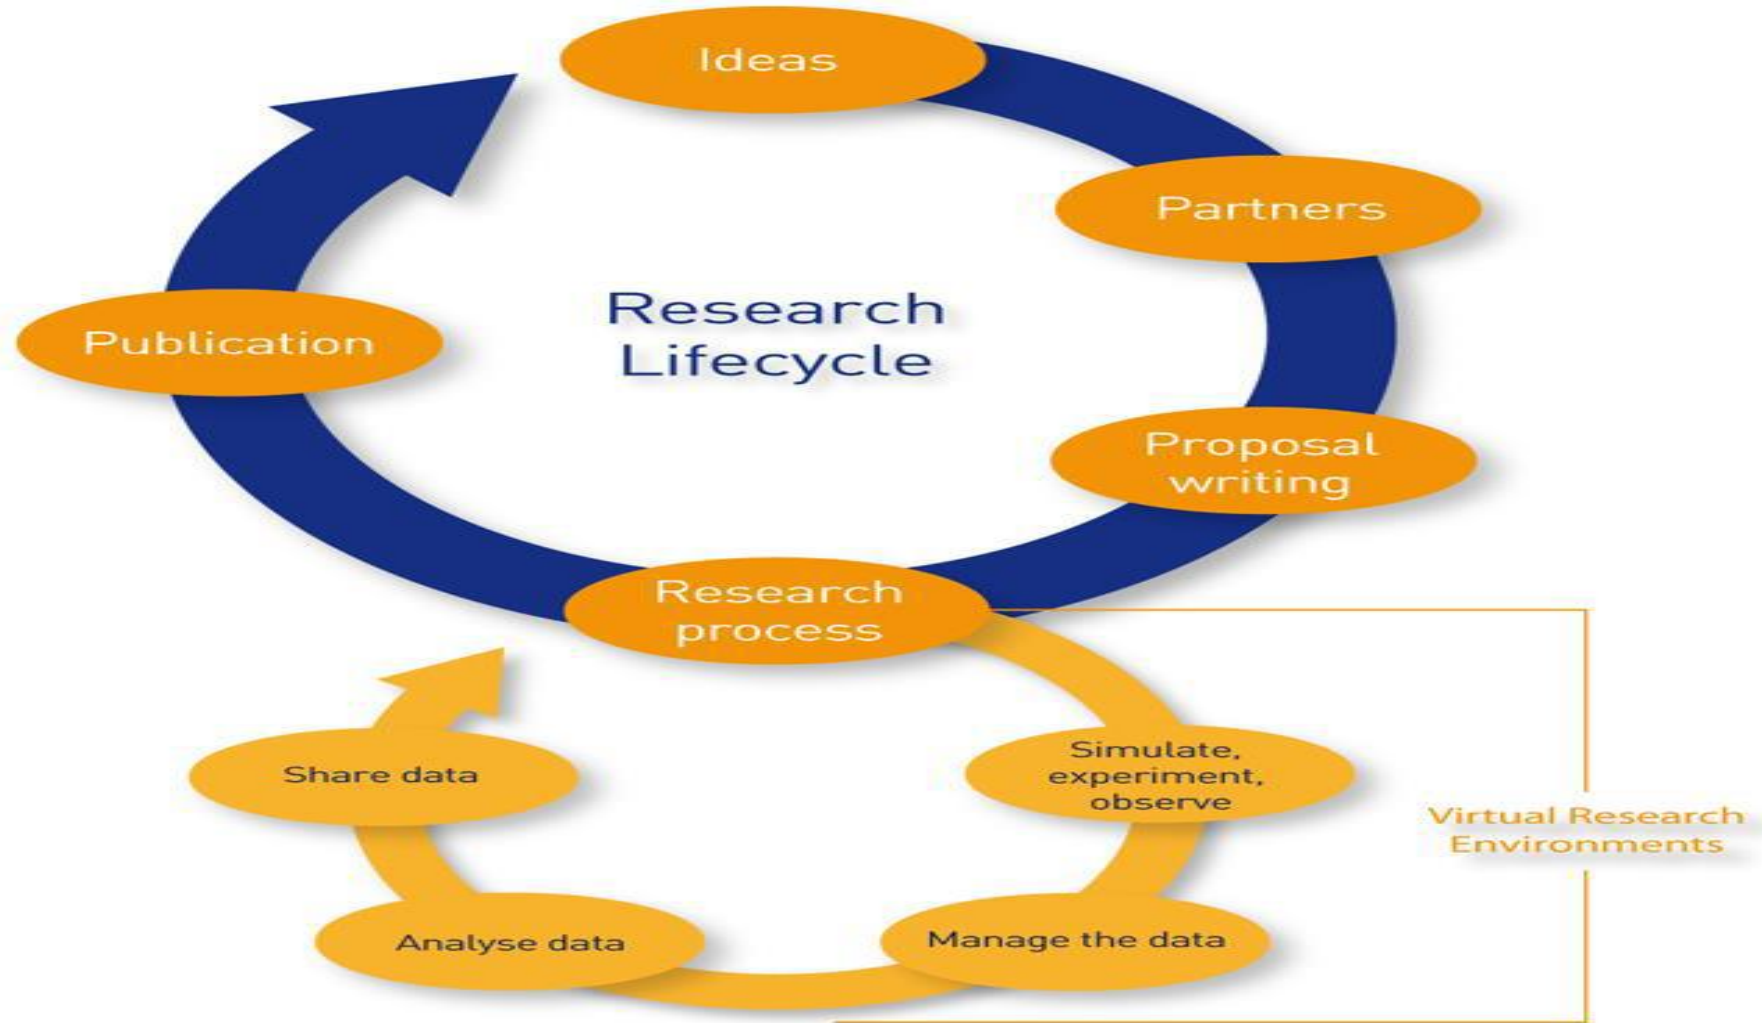 Ideas
Partners
Publication
Research
Lifecycle
Proposal
writing
Research
process
Share data
Simulate,
experiment,
observe
Virtual Research
Environments
Analyse data
Manage the data